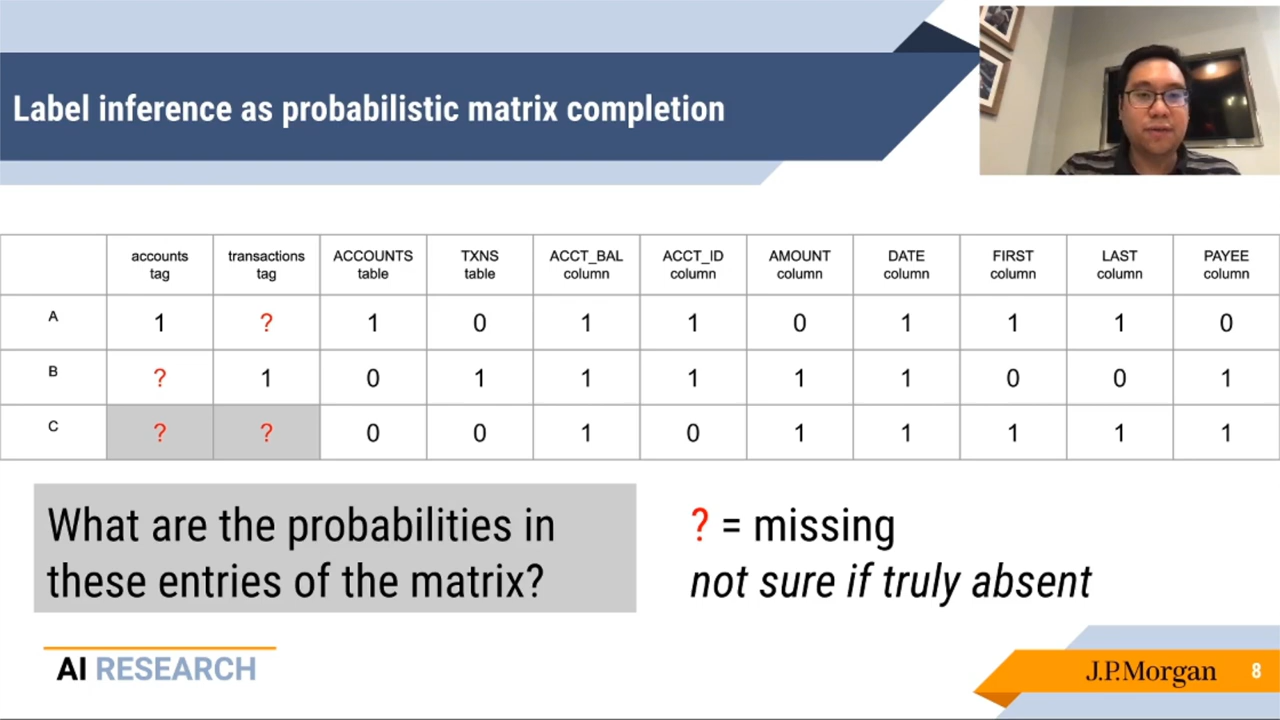 Label inference as probabilistic matrix completion
accounts tag transactions tag ACCOUNTS table TXNS table ACCT_BAL column ACCT_ID column AMOUNT column DATE column FIRST column LAST column PAYEE column
A 1 ? 1 0 1 1 0 1 1 1 0
B ? 1 0 1 1 1 1 1 0 0 1
C ? ? 0 0 1 0 1 1 1 1 1
What are the probabilities in
these entries of the matrix?
? = missing
not sure if truly absent
AI RESEARCH
J.P.Morgan 8